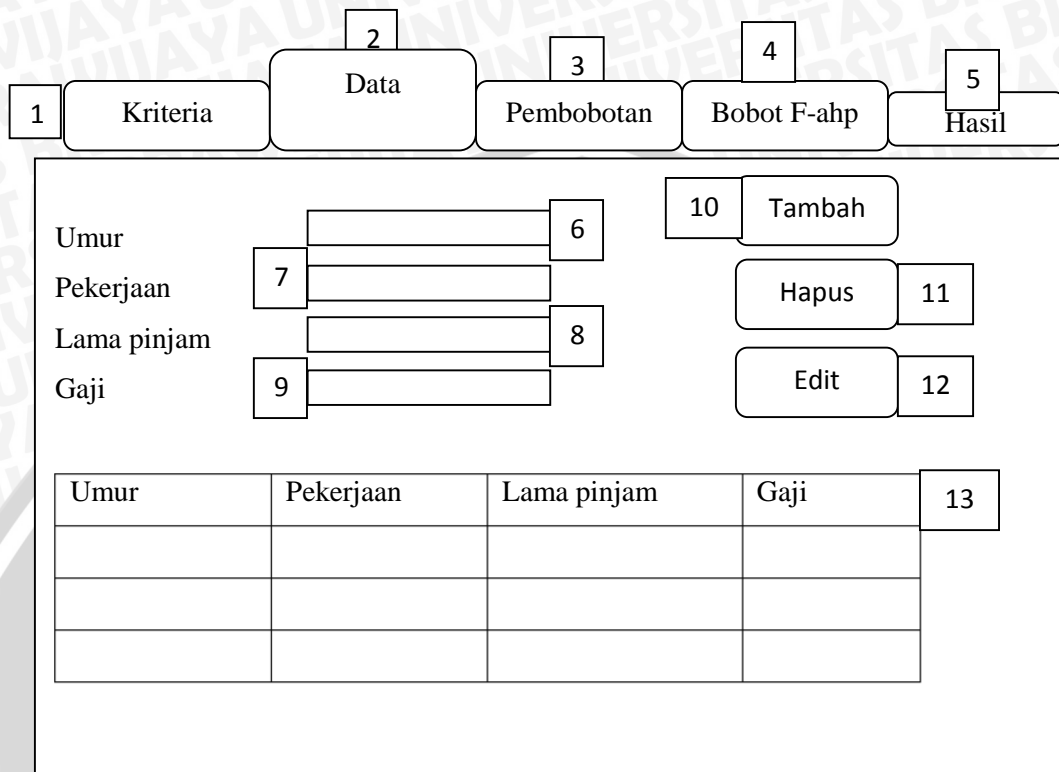 2
3
4
5
1
Kriteria
Data
Pembobotan
Bobot F-ahp
Hasil
Umur
6
10
Tambah
Pekerjaan
7
Hapus
11
Lama pinjam
8
Gaji
9
Edit
12
Umur Pekerjaan Lama pinjam Gaji
13